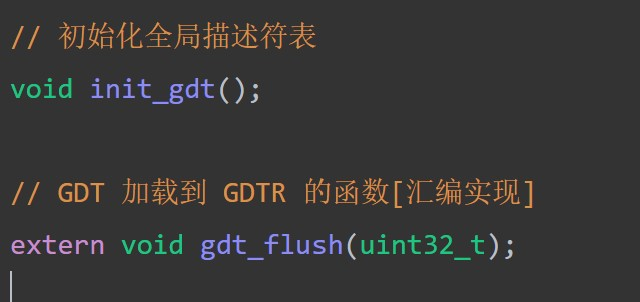 // 初始化全局描述符表
void init_gdt();
// GDT 加载到 GDTR 的函数[汇编实现]
extern void gdt_flush(uint32_t);